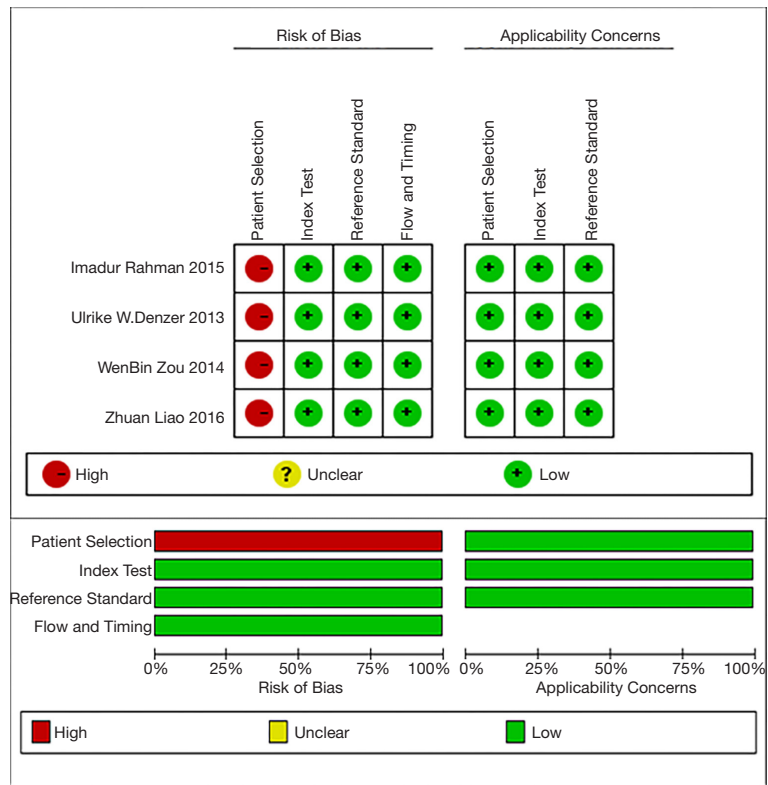 Risk of Bias Applicability Concerns
Patient Selection Index Test Reference Standard Flow and Timing Patient Selection Index Test Reference Standard
Imadur Rahman 2015 - + + + + + +
Ulrike W.Denzer 2013 - + + + + + +
WenBin Zou 2014 - + + + + + +
Zhuan Liao 2016 - + + + + + +
- High ? Unclear + Low
Patient Selection
Index Test
Reference Standard
Flow and Timing
0% 25% 50% 75% 100% 0% 25% 50% 75% 100%
Risk of Bias Applicability Concerns
High Unclear Low